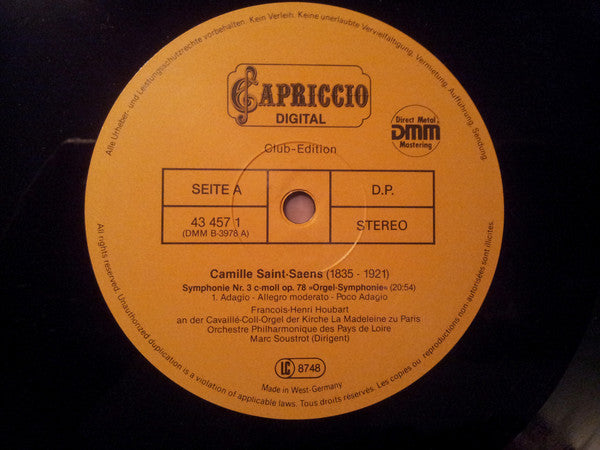 Alle Urheber- und Leistungsschutzrechte vorbehalten. Kein Verleih. Keine unerlaubte Vervielfältigung, Vermietung, Aufführung, Sendung
CAPRICCIO
DIGITAL
Direct Metal
DMM
Mastering
Club-Edition
SEITE A
D.P.
43 457 1
(DMM B-3978 A)
STEREO
Camille Saint-Saens (1835 - 1921)
Symphonie Nr. 3 c-moll op. 78 »Orgel-Symphonie« (20:54)
1. Adagio - Allegro moderato - Poco Adagio
Francois-Henri Houbart
an der Cavaillé-Coll-Orgel der Kirche La Madeleine zu Paris
Orchestre Philharmonique des Pays de Loire
Marc Soustrot (Dirigent)
LC 8748
Made in West-Germany
All rights reserved. Unauthorized duplication is a violation of applicable laws. Tous droits réservés. Les copies ou reproductions non autorisées sont illicites.